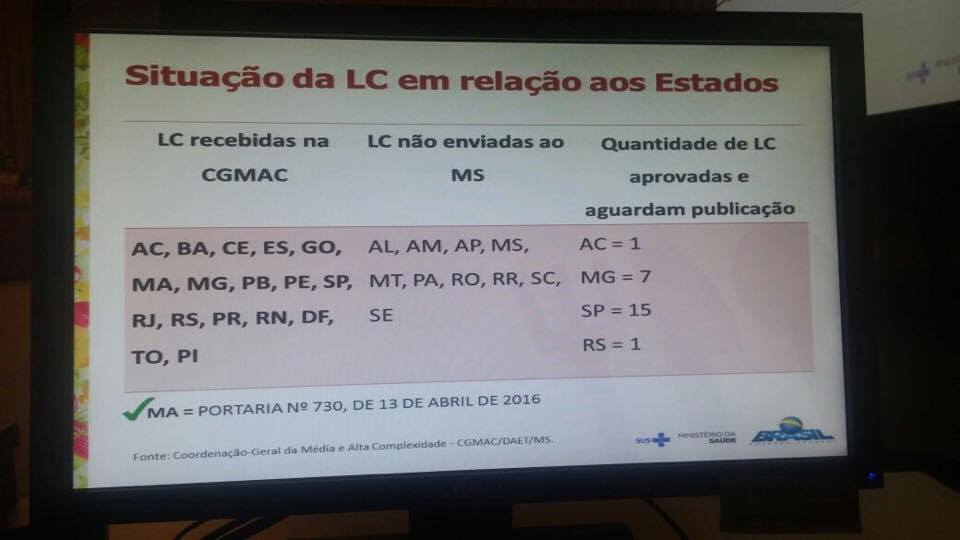 Situação da LC em relação aos Estados
LC recebidas na
CGMAC
LC não enviadas ao
MS
Quantidade de LC
aprovadas e
aguardam publicação
AC, BA, CE, ES, GO,
MA, MG, PB, PE, SP,
RJ, RS, PR, RN, DF,
TO, PI
AL, AM, AP, MS,
MT, PA, RO, RR, SC,
SE
AC = 1
MG = 7
SP = 15
RS = 1
MA = PORTARIA Nº 730, DE 13 DE ABRIL DE 2016
Fonte: Coordenação-Geral da Média e Alta Complexidade - CGMAC/DAET/MS.
SUS
MINISTÉRIO DA
SAÚDE
BRASIL